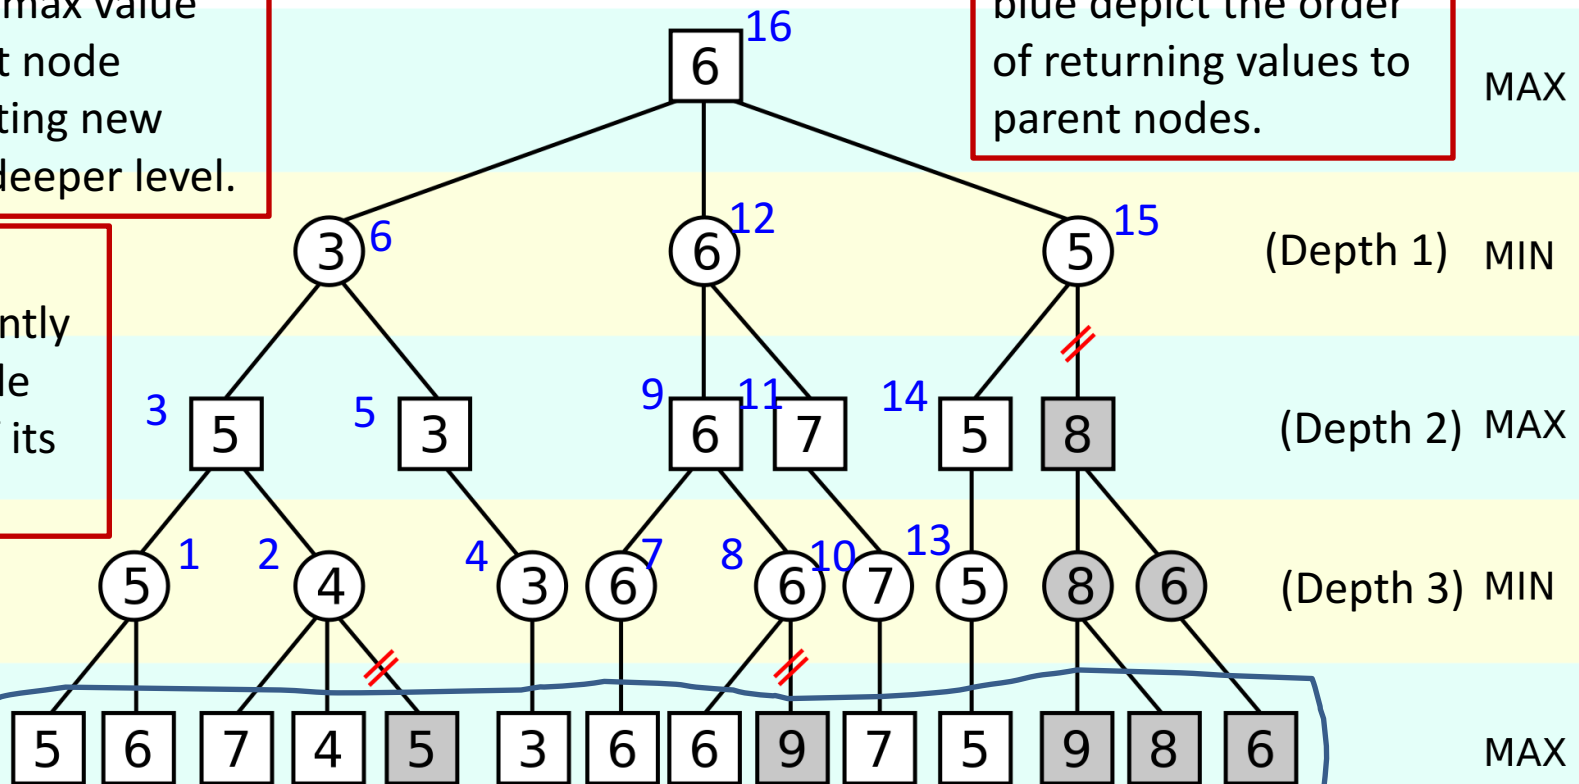 max value
t node
ting new
deeper level.
blue depict the order
of returning values to
parent nodes.
6 16 MAX
ntly
le
its
3 6 6 12 5 15 (Depth 1) MIN
3 5 5 3 9 6 11 7 14 5 8 (Depth 2) MAX
5 1 2 4 4 3 6 7 8 6 10 7 13 5 8 6 (Depth 3) MIN
5 6 7 4 5 3 6 6 9 7 5 9 8 6 MAX